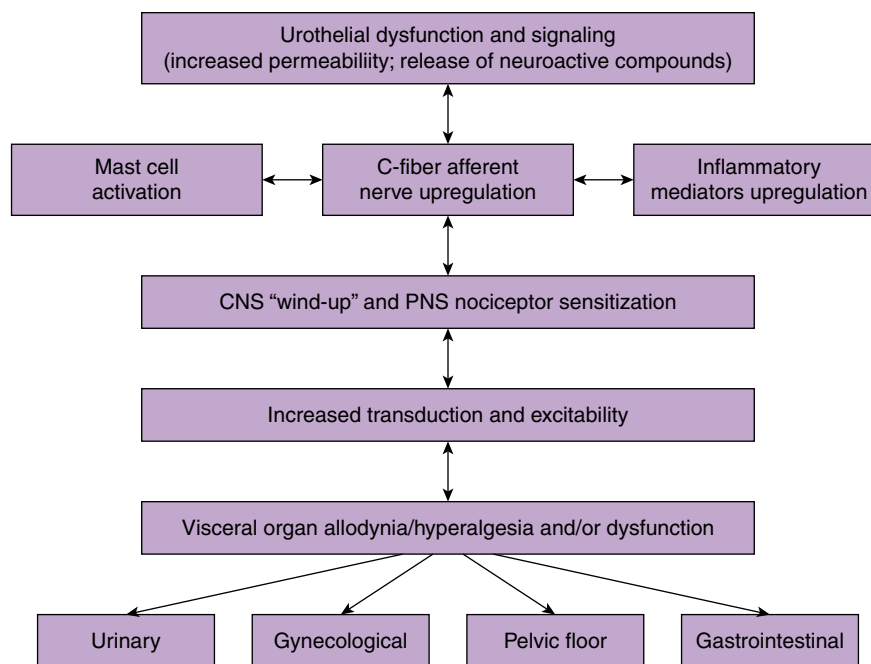 Urothelial dysfunction and signaling
(increased permeabiliity; release of neuroactive compounds)
Mast cell
activation
C-fiber afferent
nerve upregulation
Inflammatory
mediators upregulation
CNS “wind-up” and PNS nociceptor sensitization
Increased transduction and excitability
Visceral organ allodynia/hyperalgesia and/or dysfunction
Urinary
Gynecological
Pelvic floor
Gastrointestinal